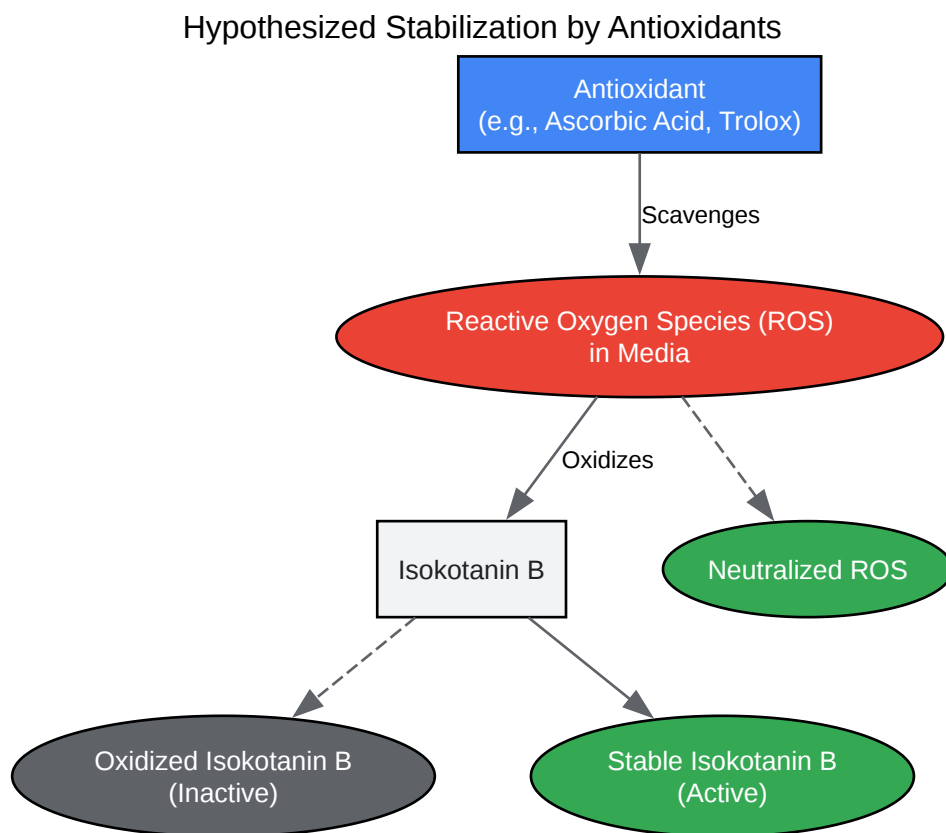 Hypothesized Stabilization by Antioxidants
Antioxidant
(e.g., Ascorbic Acid, Trolox)
Scavenges
Reactive Oxygen Species (ROS)
in Media
Oxidizes
Isokotanin B
Neutralized ROS
Oxidized Isokotanin B
(Inactive)
Stable Isokotanin B
(Active)